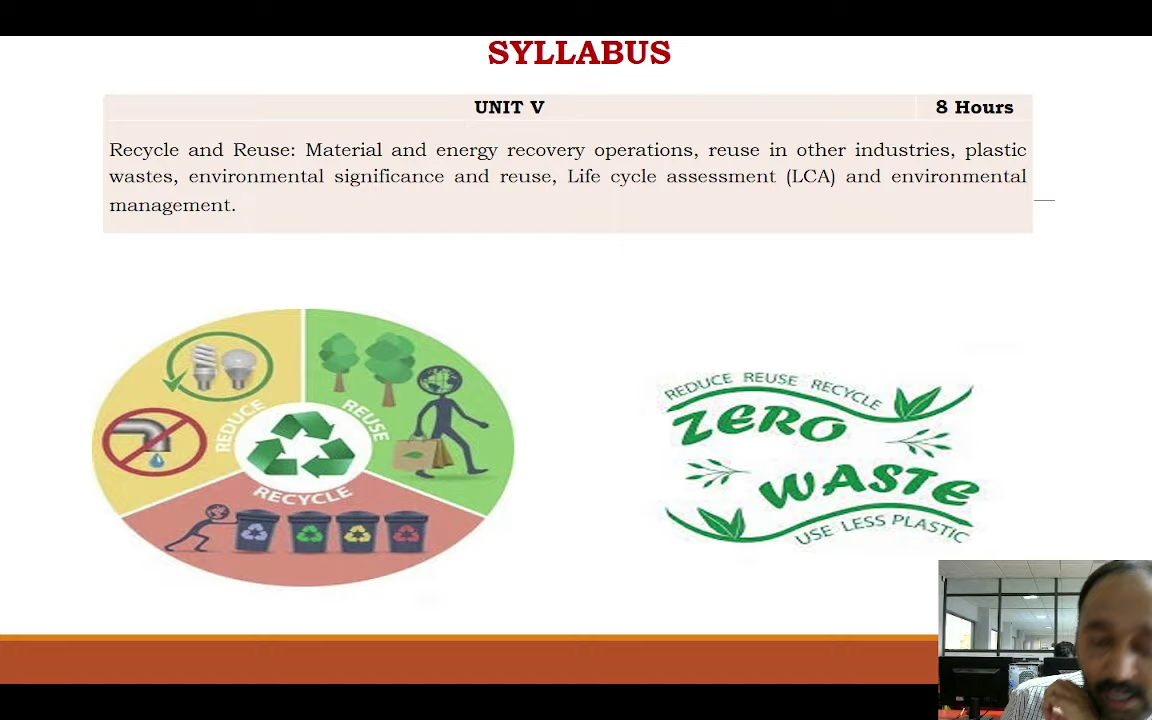 SYLLABUS
UNIT V 8 Hours
Recycle and Reuse: Material and energy recovery operations, reuse in other industries, plastic
wastes, environmental significance and reuse, Life cycle assessment (LCA) and environmental
management.
REDUCE
REUSE
RECYCLE
REDUCE REUSE RECYCLE
ZERO
WASTE
USE LESS PLASTIC